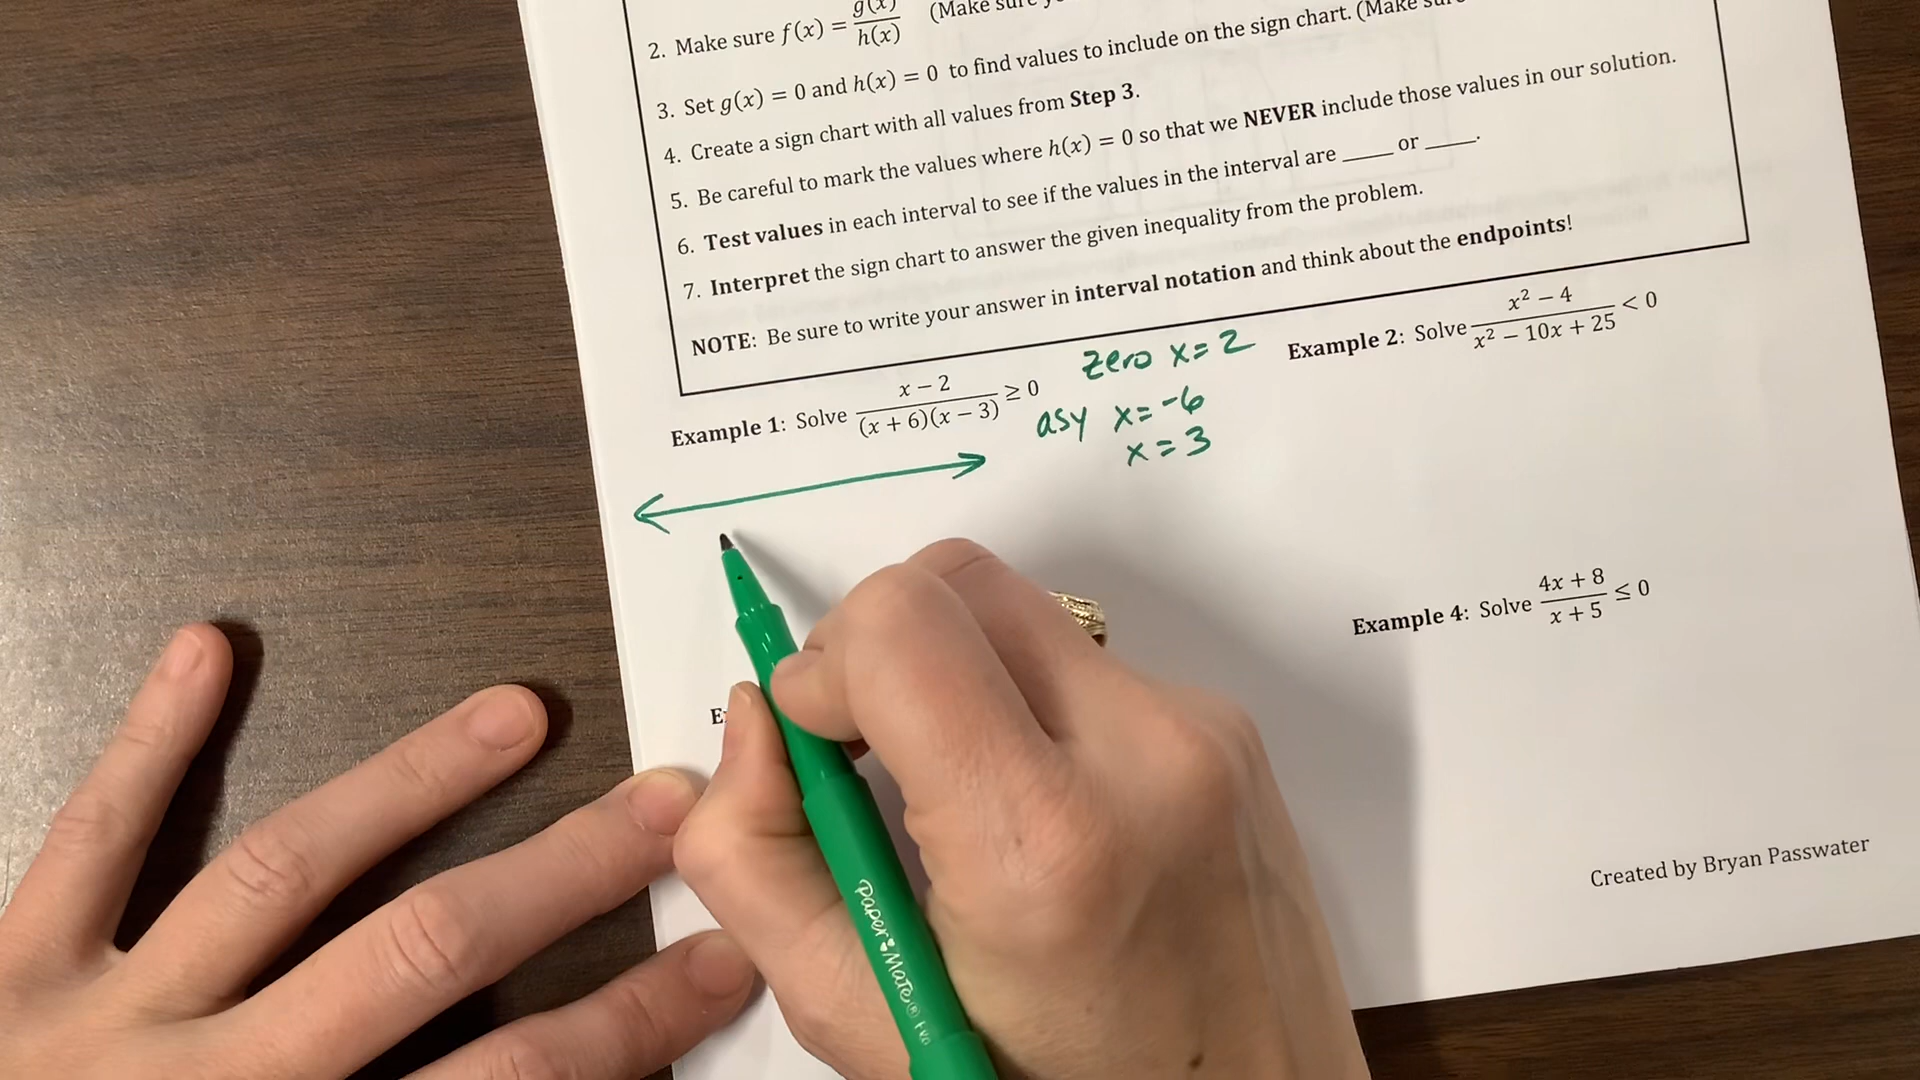 2. Make sure f(x) = g(x)/h(x) (Make sure
3. Set g(x) = 0 and h(x) = 0 to find values to include on the sign chart. (Make sure
4. Create a sign chart with all values from Step 3.
5. Be careful to mark the values where h(x) = 0 so that we NEVER include those values in our solution.
6. Test values in each interval to see if the values in the interval are ____ or ____.
7. Interpret the sign chart to answer the given inequality from the problem.
NOTE: Be sure to write your answer in interval notation and think about the endpoints!
Example 1: Solve (x − 2)/((x + 6)(x − 3)) ≥ 0
zero x = 2
asy x = -6
x = 3
Example 2: Solve (x² − 4)/(x² − 10x + 25) < 0
Example 4: Solve (4x + 8)/(x + 5) ≤ 0
Created by Bryan Passwater
Paper Mate